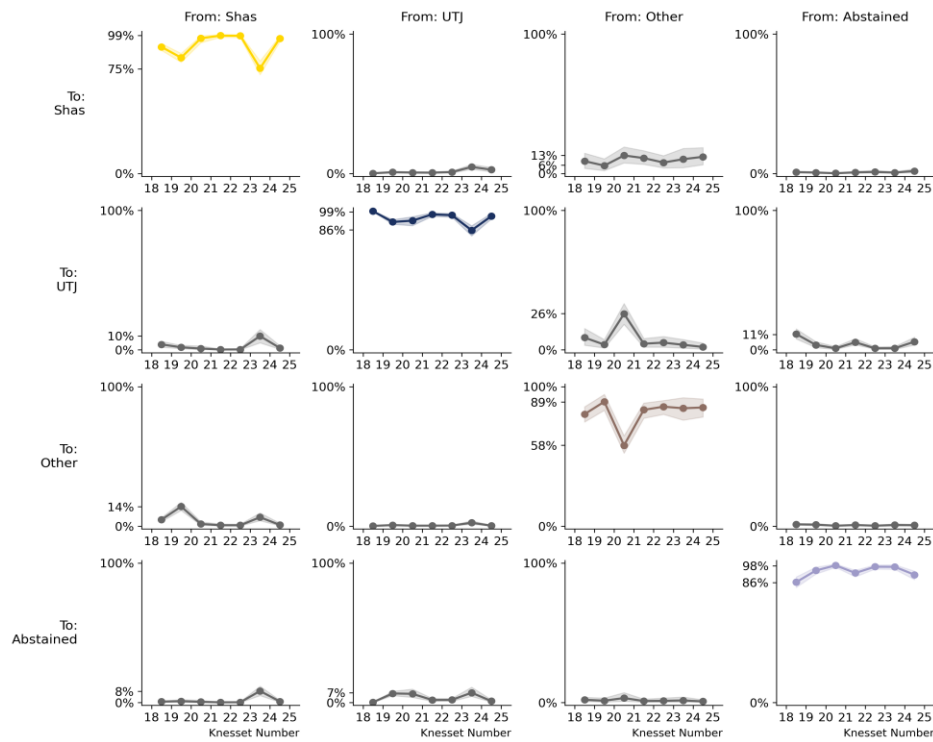 From: Shas From: UTJ From: Other From: Abstained
99% 100% 100% 100%
75%
To:
Shas
13%
6%
0% 0% 0% 0%
18 19 20 21 22 23 24 25 18 19 20 21 22 23 24 25 18 19 20 21 22 23 24 25 18 19 20 21 22 23 24 25
100% 99% 100% 100%
86%
To:
UTJ
26%
10% 11%
0% 0% 0% 0%
18 19 20 21 22 23 24 25 18 19 20 21 22 23 24 25 18 19 20 21 22 23 24 25 18 19 20 21 22 23 24 25
100% 100% 100% 100%
89%
To:
Other
58%
14%
0% 0% 0% 0%
18 19 20 21 22 23 24 25 18 19 20 21 22 23 24 25 18 19 20 21 22 23 24 25 18 19 20 21 22 23 24 25
100% 100% 100% 98%
86%
To:
Abstained
8% 7%
0% 0% 0% 0%
18 19 20 21 22 23 24 25 18 19 20 21 22 23 24 25 18 19 20 21 22 23 24 25 18 19 20 21 22 23 24 25
Knesset Number Knesset Number Knesset Number Knesset Number